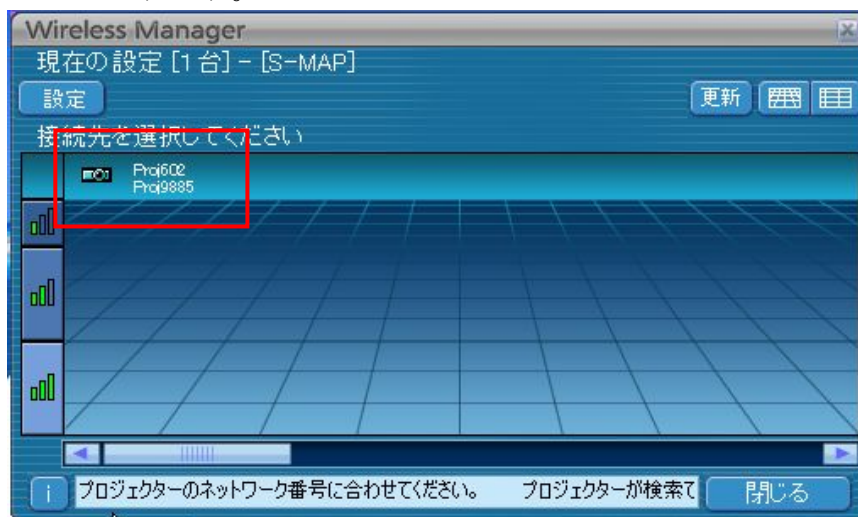 Wireless Manager
現在の設定 [1 台] - [S-MAP]
設定
更新
接続先を選択してください
Proj602
Proj9885
i プロジェクターのネットワーク番号に合わせてください。 プロジェクターが検索て
閉じる